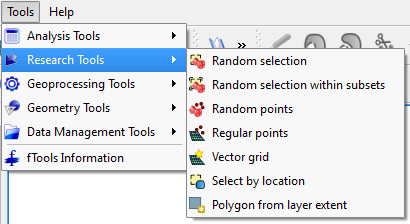 Tools Help
Analysis Tools
Research Tools
Geoprocessing Tools
Geometry Tools
Data Management Tools
fTools Information
Random selection
Random selection within subsets
Random points
Regular points
Vector grid
Select by location
Polygon from layer extent